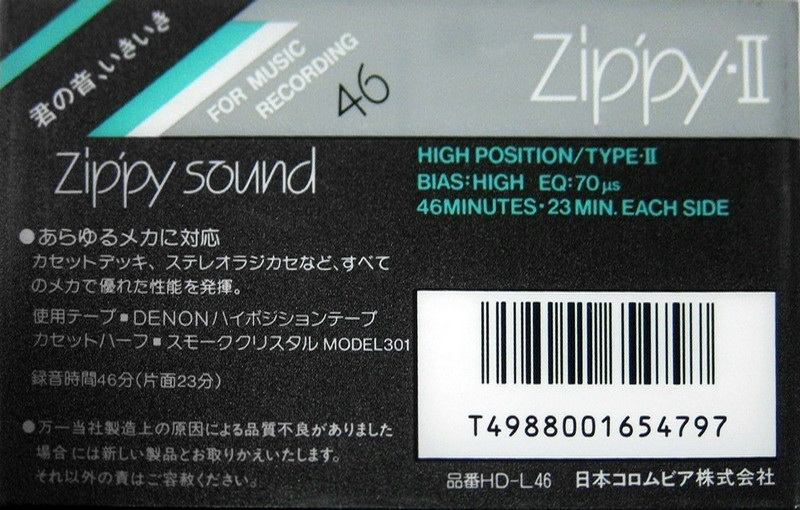 君の音、いきいき
FOR MUSIC
RECORDING
46
Zippy·II
Zippy sound
HIGH POSITION/TYPE·II
BIAS:HIGH EQ:70μs
46MINUTES·23MIN. EACH SIDE
●あらゆるメカに対応
カセットデッキ、ステレオラジカセなど、すべて
のメカで優れた性能を発揮。
使用テープ■DENONハイポジションテープ
カセットハーフ■スモーククリスタル MODEL301
録音時間46分(片面23分)
●万一当社製造上の原因による品質不良がありました
場合には新しい製品とお取りかえいたします。
それ以外の責はご容赦ください。
T4988001654797
品番HD-L46 日本コロムビア株式会社